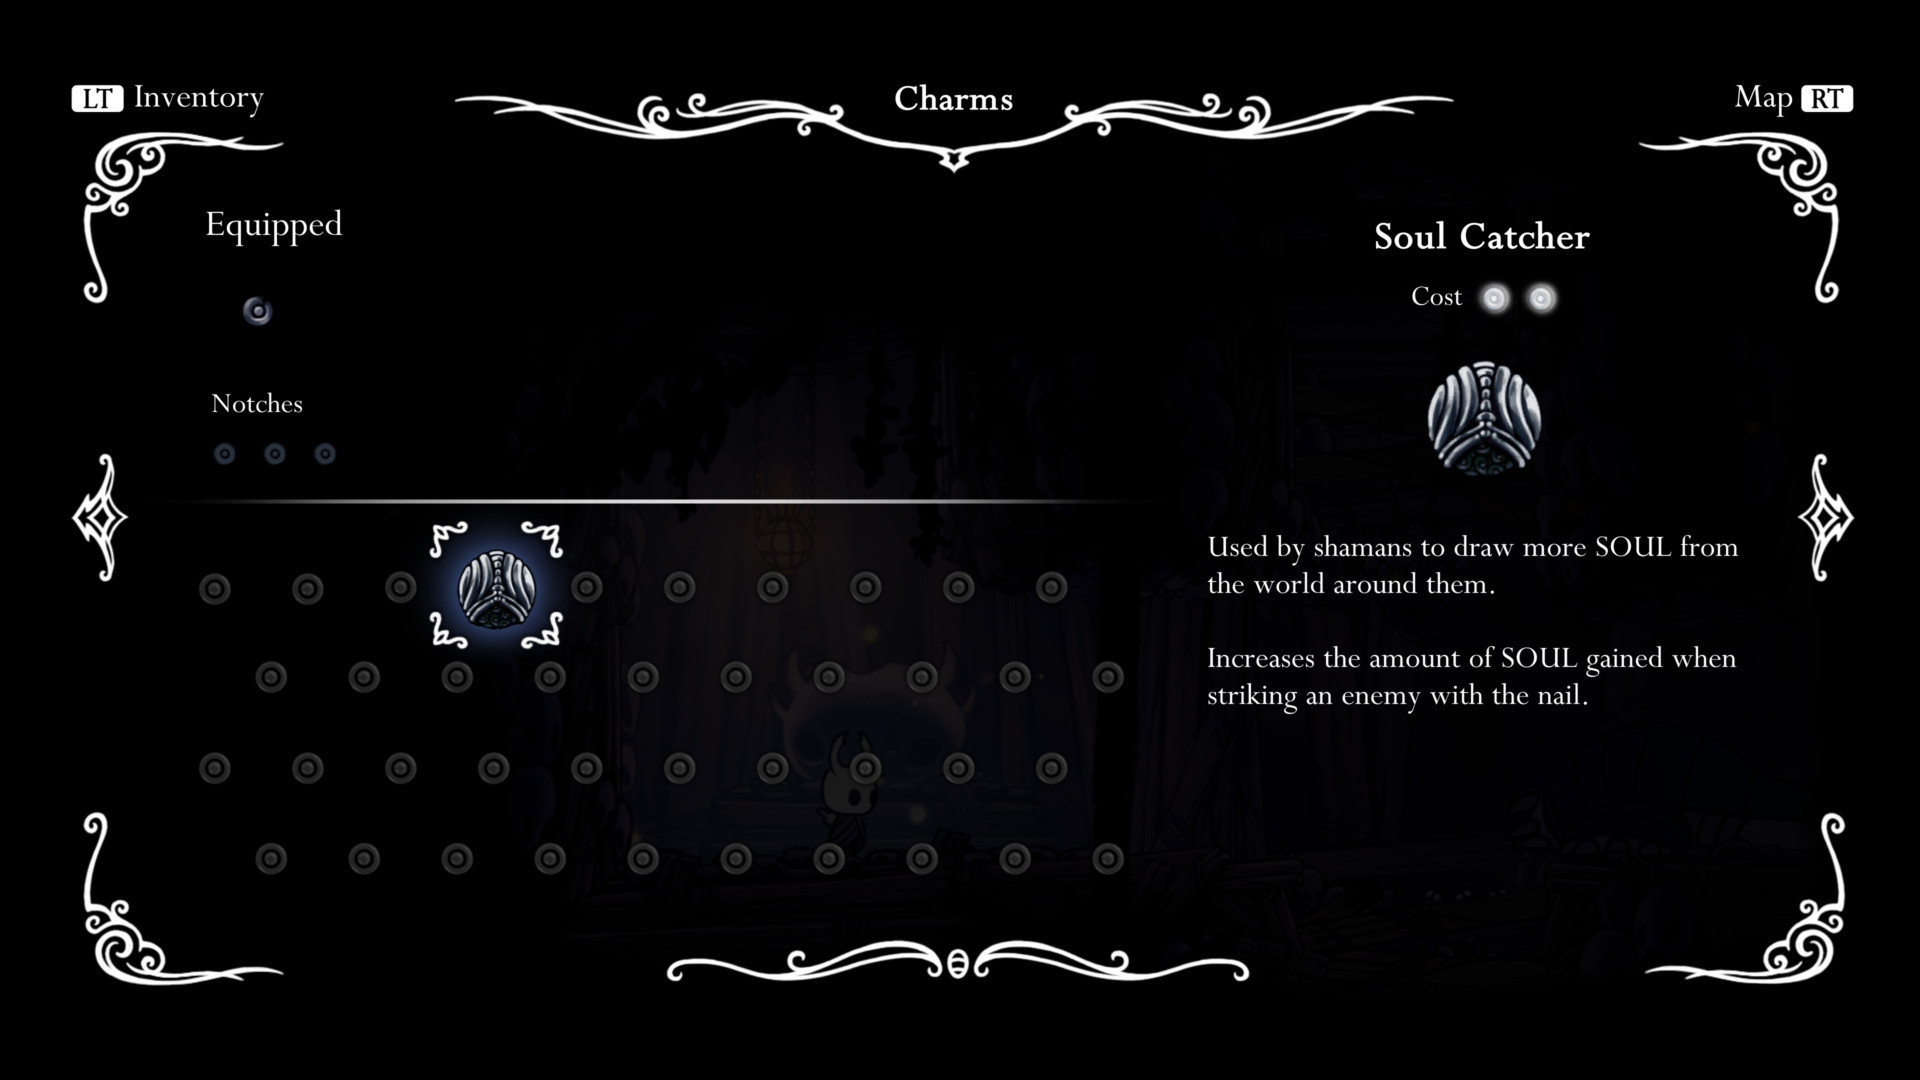 LT Inventory
Charms
Map RT
Equipped
Soul Catcher
Cost
Notches
Used by shamans to draw more SOUL from
the world around them.
Increases the amount of SOUL gained when
striking an enemy with the nail.